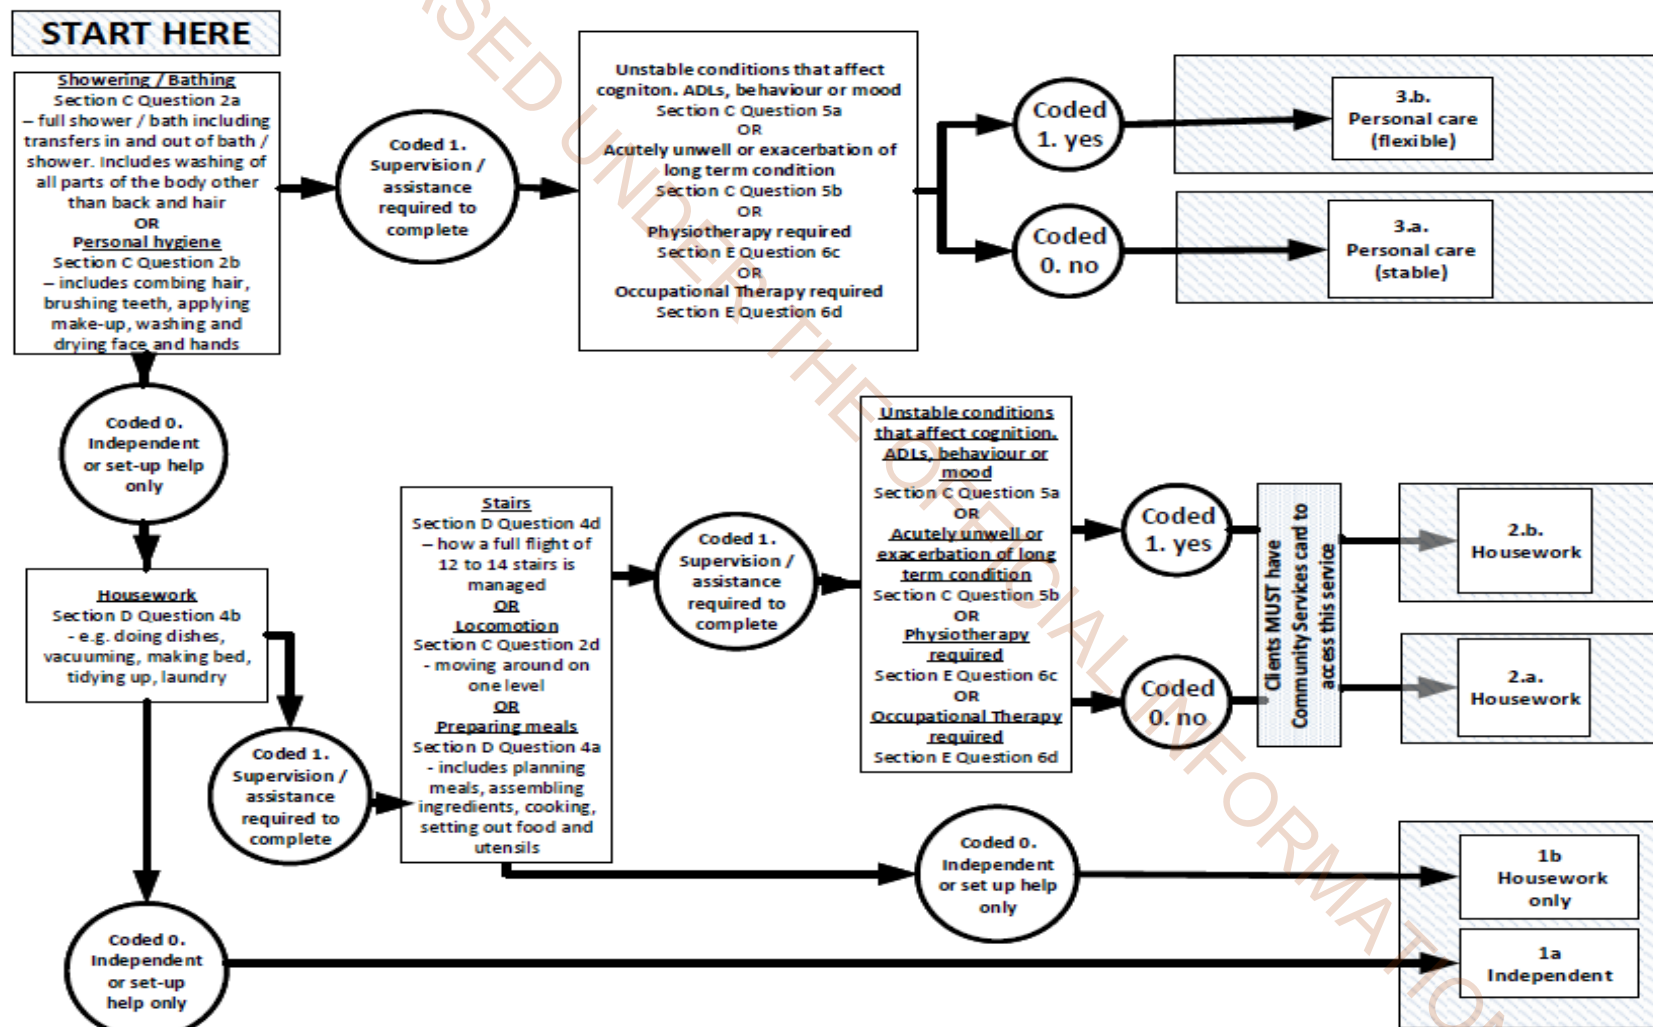 START HERE
Showering / Bathing
Section C Question 2a
– full shower / bath including
transfers in and out of bath /
shower. Includes washing of
all parts of the body other
than back and hair
OR
Personal hygiene
Section C Question 2b
– includes combing hair,
brushing teeth, applying
make-up, washing and
drying face and hands
Coded 1.
Supervision /
assistance
required to
complete
Unstable conditions that affect
cogniton. ADLs, behaviour or mood
Section C Question 5a
OR
Acutely unwell or exacerbation of
long term condition
Section C Question 5b
OR
Physiotherapy required
Section E Question 6c
OR
Occupational Therapy required
Section E Question 6d
Coded
1. yes
3.b.
Personal care
(flexible)
Coded
0. no
3.a.
Personal care
(stable)
Coded 0.
Independent
or set-up help
only
Housework
Section D Question 4b
- e.g. doing dishes,
vacuuming, making bed,
tidying up, laundry
Coded 1.
Supervision /
assistance
required to
complete
Stairs
Section D Question 4d
– how a full flight of
12 to 14 stairs is
managed
OR
Locomotion
Section C Question 2d
- moving around on
one level
OR
Preparing meals
Section D Question 4a
- includes planning
meals, assembling
ingredients, cooking,
setting out food and
utensils
Coded 1.
Supervision /
assistance
required to
complete
Unstable conditions
that affect cognition.
ADLs, behaviour or
mood
Section C Question 5a
OR
Acutely unwell or
exacerbation of long
term condition
Section C Question 5b
OR
Physiotherapy
required
Section E Question 6c
OR
Occupational Therapy
required
Section E Question 6d
Coded
1. yes
Coded
0. no
Clients MUST have
Community Services card to
access this service
2.b.
Housework
2.a.
Housework
Coded 0.
Independent
or set up help
only
1b
Housework
only
Coded 0.
Independent
or set-up
help only
1a
Independent
ASED UNDER THE OFFICIAL INFORMATION